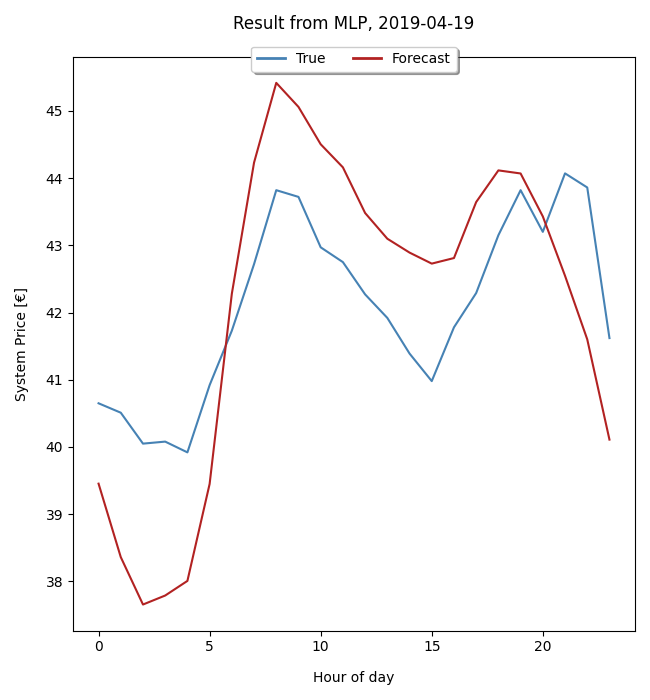 Result from MLP, 2019-04-19
True Forecast
45
44
43
42
41
40
39
38
System Price [€]
0 5 10 15 20
Hour of day